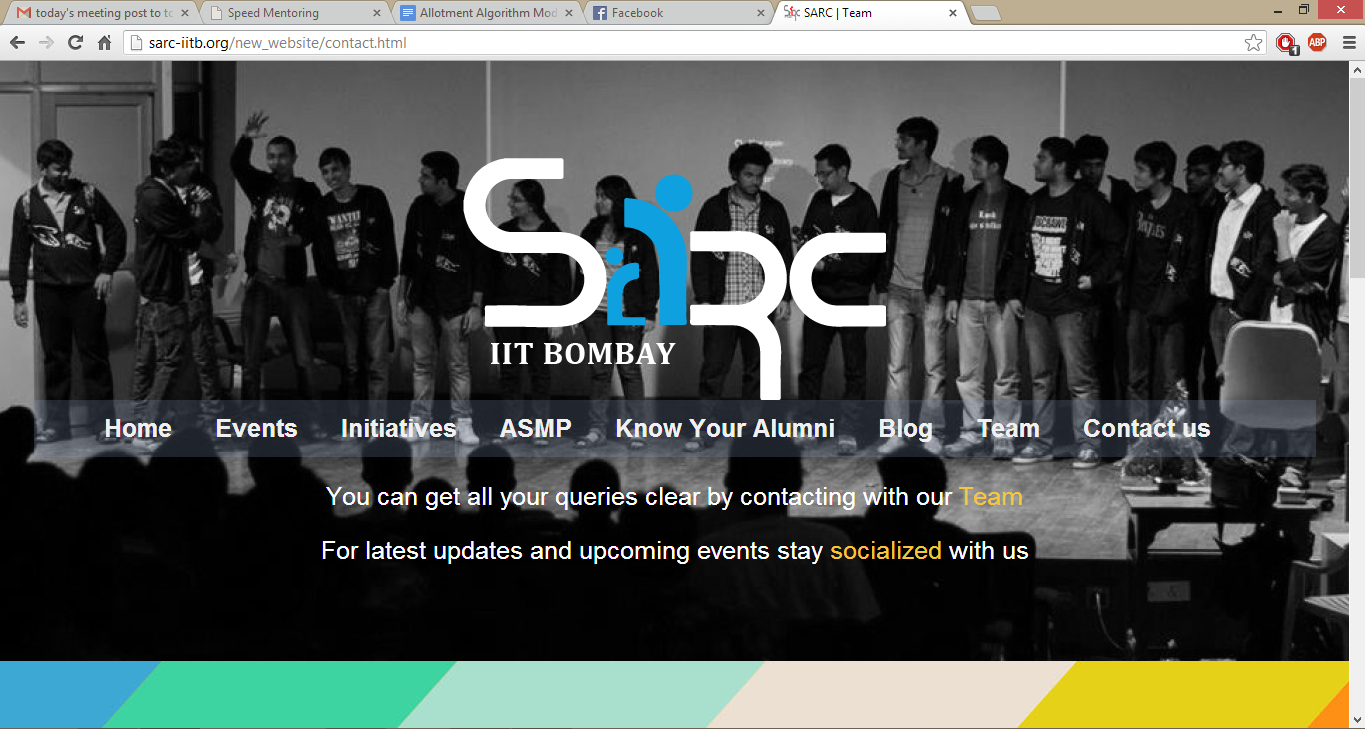 today's meeting post to to
Speed Mentoring
Allotment Algorithm Mod
Facebook
SARC | Team
sarc-iitb.org/new_website/contact.html
1
ABP
SARC
IIT BOMBAY
Home Events Initiatives ASMP Know Your Alumni Blog Team Contact us
You can get all your queries clear by contacting with our Team
For latest updates and upcoming events stay socialized with us